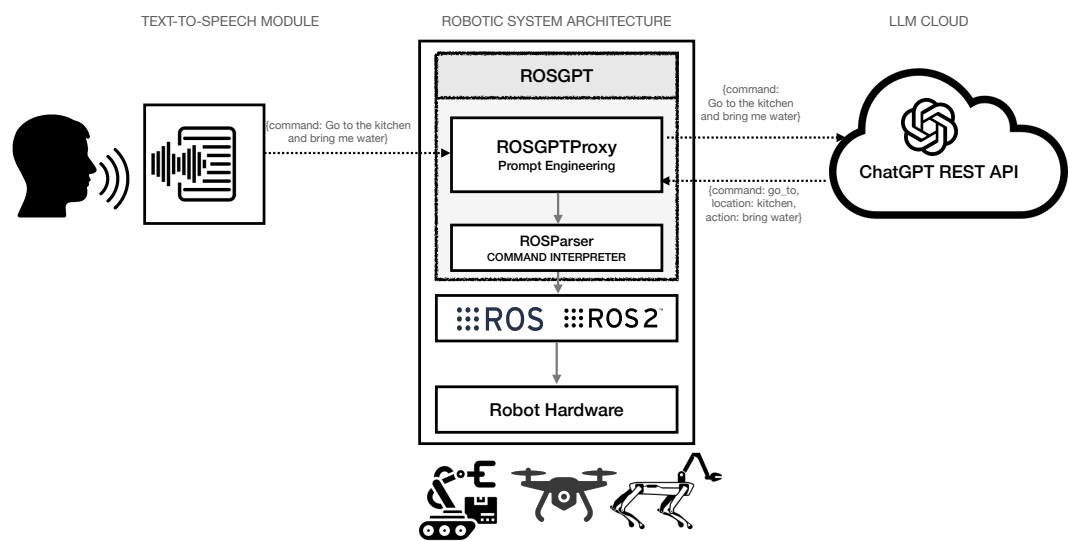 TEXT-TO-SPEECH MODULE
ROBOTIC SYSTEM ARCHITECTURE
LLM CLOUD
ROSGPT
{command: Go to the kitchen
and bring me water}
ROSGPTProxy
Prompt Engineering
{command:
Go to the kitchen
and bring me water}
ChatGPT REST API
{command: go_to,
location: kitchen,
action: bring water}
ROSParser
COMMAND INTERPRETER
ROS
ROS 2™
Robot Hardware